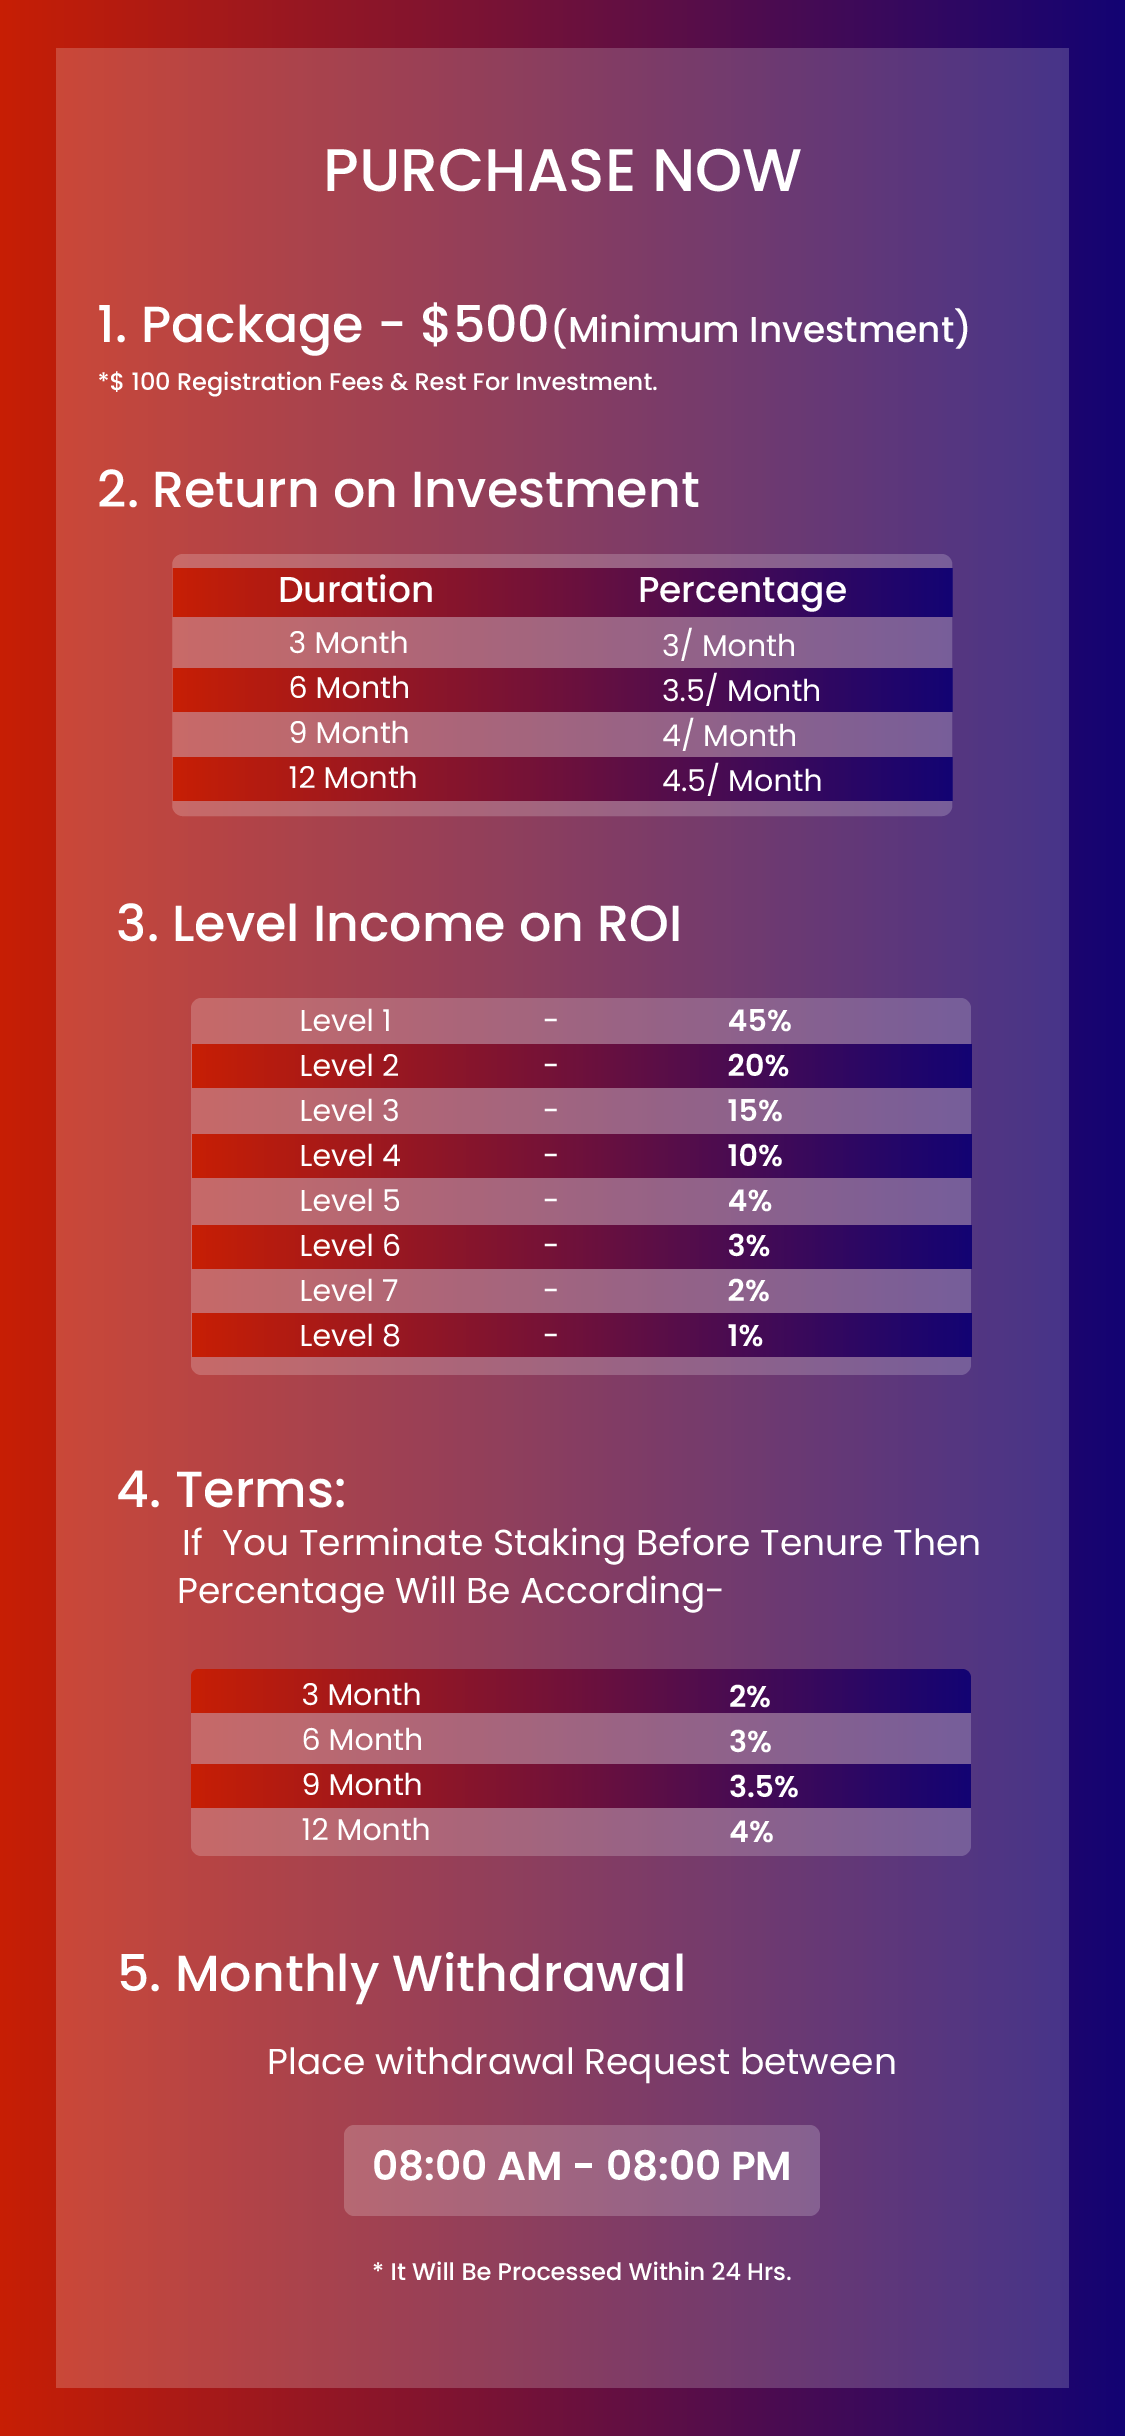 PURCHASE NOW
1. Package - $500(Minimum Investment)
*$ 100 Registration Fees & Rest For Investment.
2. Return on Investment
Duration Percentage
3 Month 3/ Month
6 Month 3.5/ Month
9 Month 4/ Month
12 Month 4.5/ Month
3. Level Income on ROI
Level 1 - 45%
Level 2 - 20%
Level 3 - 15%
Level 4 - 10%
Level 5 - 4%
Level 6 - 3%
Level 7 - 2%
Level 8 - 1%
4. Terms:
If You Terminate Staking Before Tenure Then
Percentage Will Be According-
3 Month 2%
6 Month 3%
9 Month 3.5%
12 Month 4%
5. Monthly Withdrawal
Place withdrawal Request between
08:00 AM - 08:00 PM
* It Will Be Processed Within 24 Hrs.